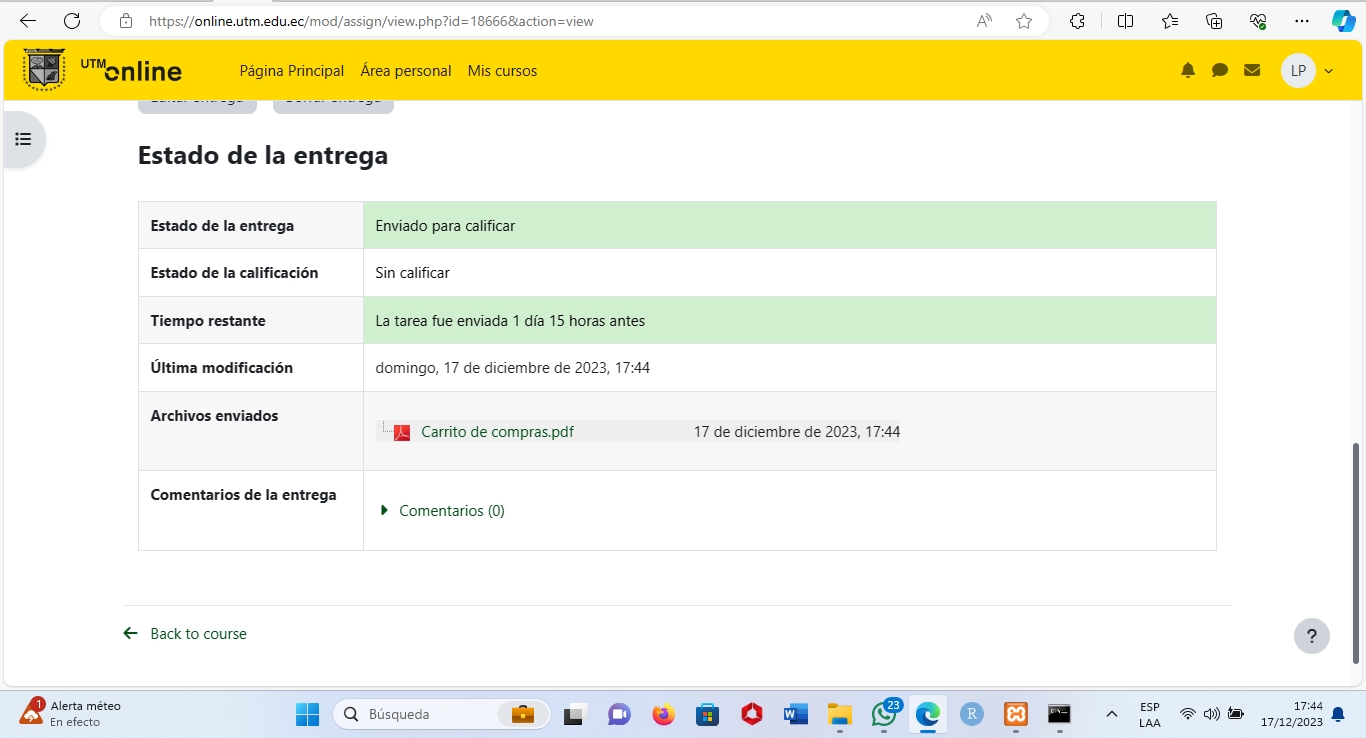 https://online.utm.edu.ec/mod/assign/view.php?id=18666&action=view
UTM online
Página Principal Área personal Mis cursos
LP
Editar entrega Borrar entrega
Estado de la entrega
Estado de la entrega Enviado para calificar
Estado de la calificación Sin calificar
Tiempo restante La tarea fue enviada 1 día 15 horas antes
Última modificación domingo, 17 de diciembre de 2023, 17:44
Archivos enviados Carrito de compras.pdf 17 de diciembre de 2023, 17:44
Comentarios de la entrega Comentarios (0)
Back to course
?
1 Alerta méteo
En efecto
Búsqueda
23
ESP
LAA
17:44
17/12/2023